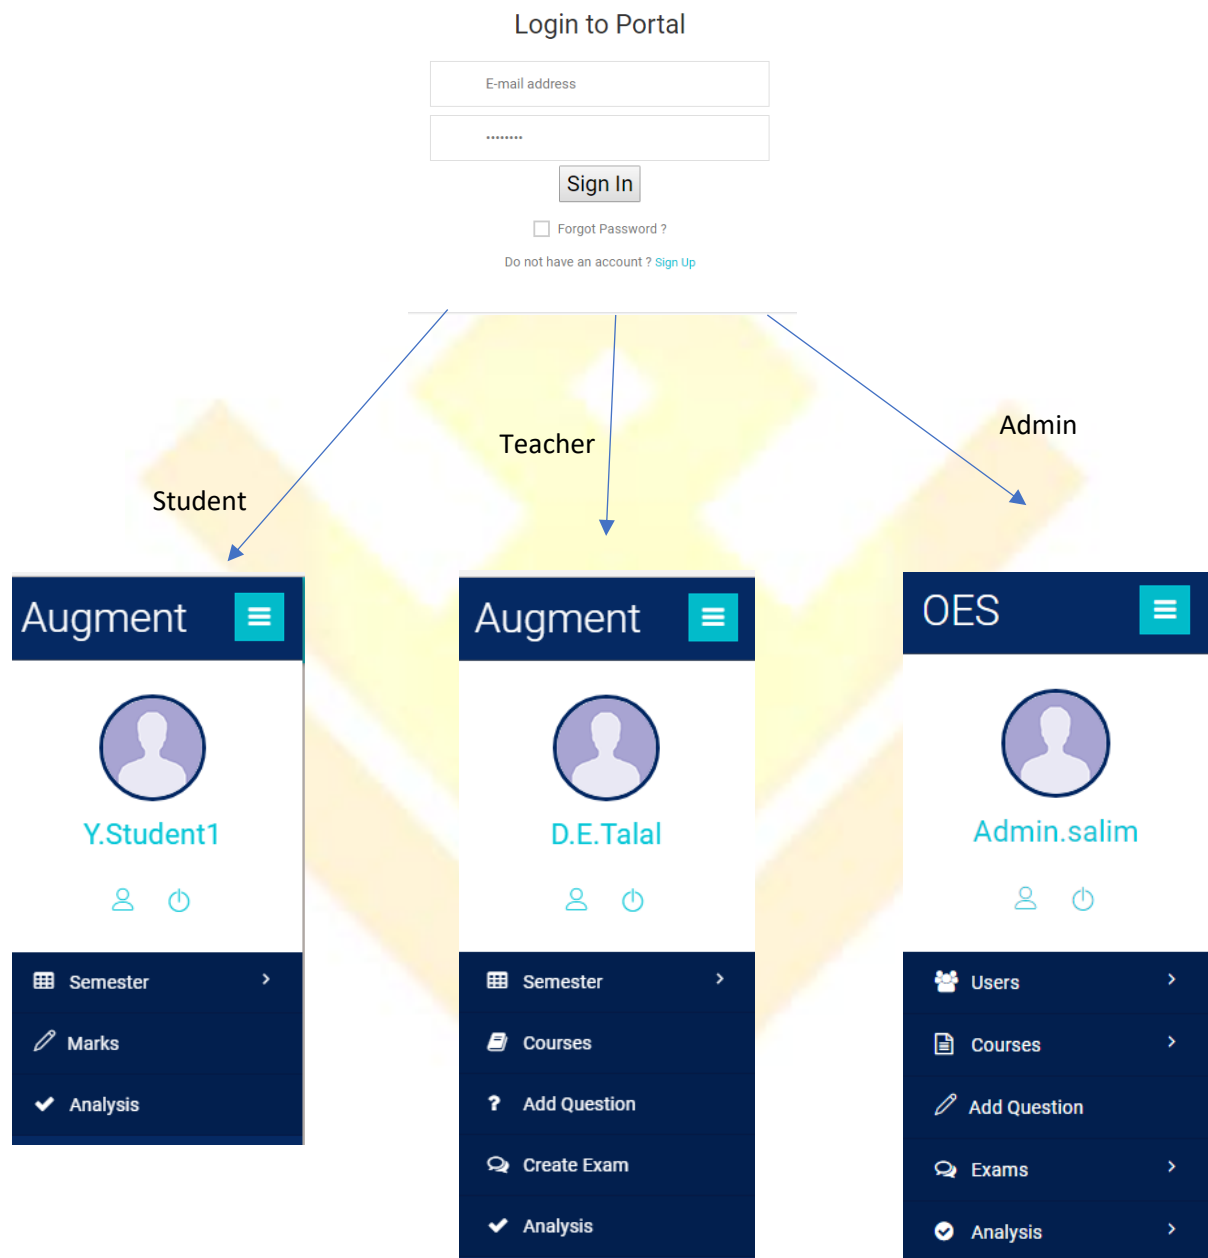 Login to Portal
E-mail address
········
Sign In
Forgot Password ?
Do not have an account ? Sign Up
Student
Teacher
Admin
Augment
Y.Student1
Semester
Marks
Analysis
Augment
D.E.Talal
Semester
Courses
Add Question
Create Exam
Analysis
OES
Admin.salim
Users
Courses
Add Question
Exams
Analysis